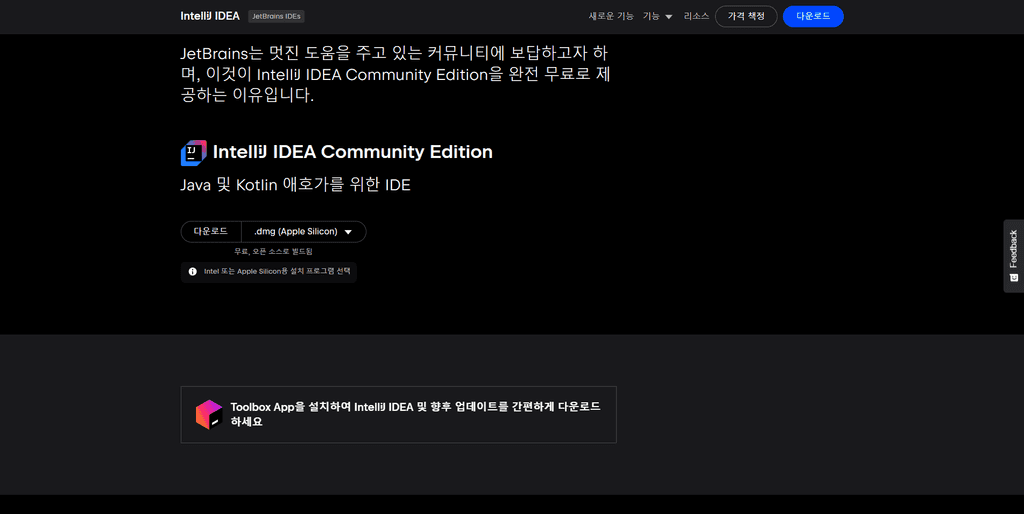 IntelliJ IDEA JetBrains IDEs 새로운 기능 기능 리소스 가격 책정 다운로드
JetBrains는 멋진 도움을 주고 있는 커뮤니티에 보답하고자 하
며, 이것이 IntelliJ IDEA Community Edition을 완전 무료로 제
공하는 이유입니다.
IJ IntelliJ IDEA Community Edition
Java 및 Kotlin 애호가를 위한 IDE
다운로드 .dmg (Apple Silicon)
무료, 오픈 소스로 빌드됨
Intel 또는 Apple Silicon용 설치 프로그램 선택
Feedback
Toolbox App을 설치하여 IntelliJ IDEA 및 향후 업데이트를 간편하게 다운로드
하세요